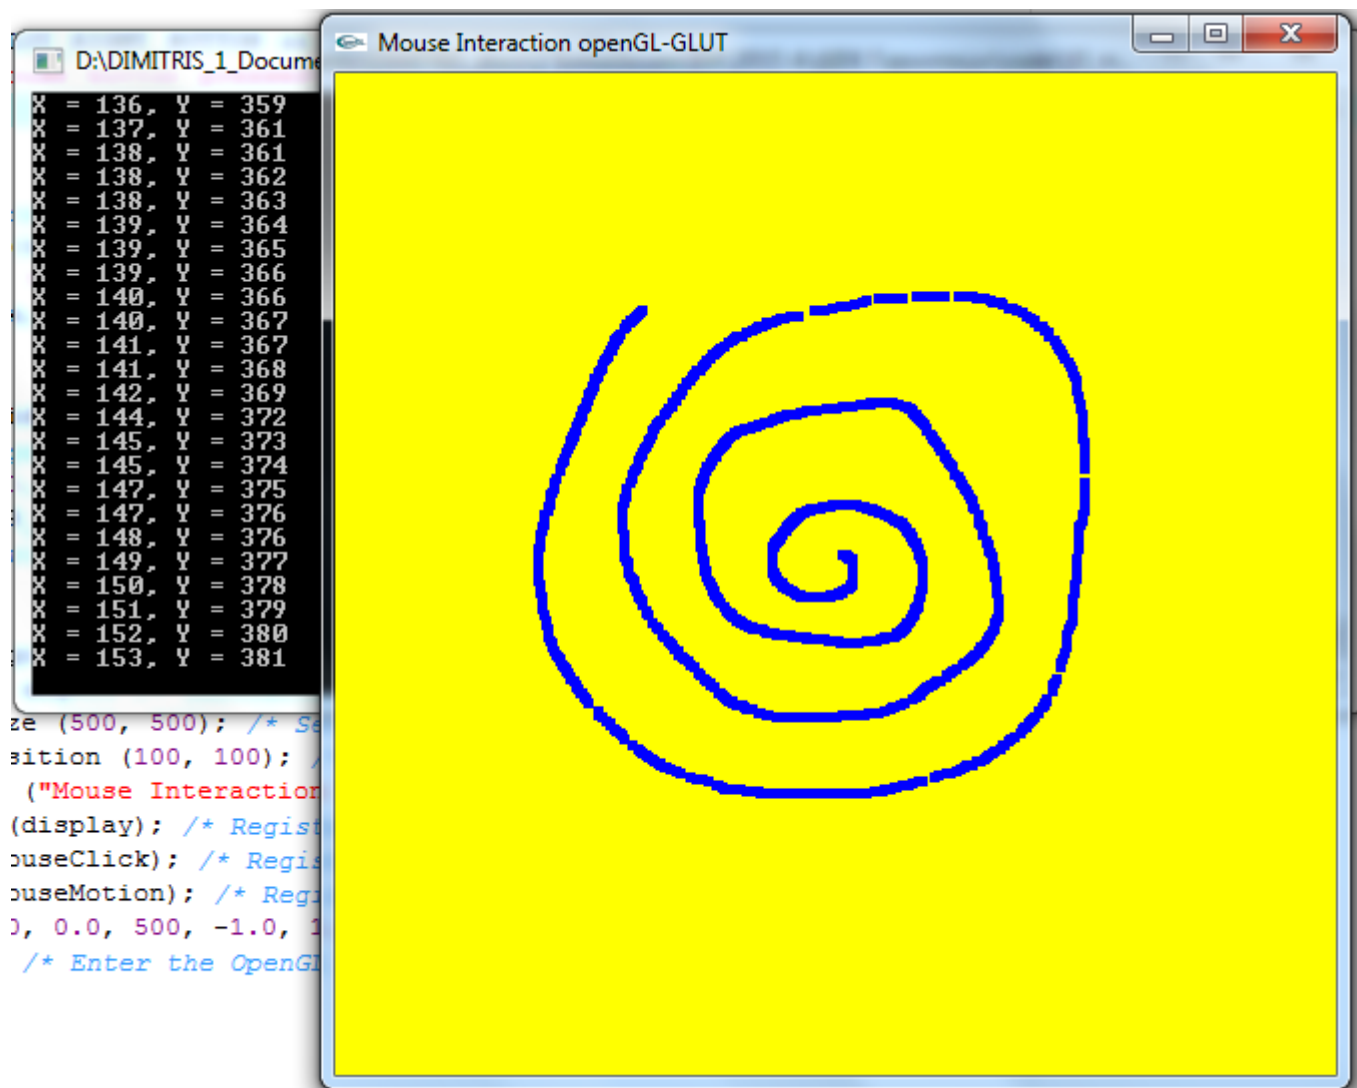 D:\DIMITRIS_1_Docume
Mouse Interaction openGL-GLUT
X = 136, Y = 359
X = 137, Y = 361
X = 138, Y = 361
X = 138, Y = 362
X = 138, Y = 363
X = 139, Y = 364
X = 139, Y = 365
X = 139, Y = 366
X = 140, Y = 366
X = 140, Y = 367
X = 141, Y = 367
X = 141, Y = 368
X = 142, Y = 369
X = 144, Y = 372
X = 145, Y = 373
X = 145, Y = 374
X = 147, Y = 375
X = 147, Y = 376
X = 148, Y = 376
X = 149, Y = 377
X = 150, Y = 378
X = 151, Y = 379
X = 152, Y = 380
X = 153, Y = 381
ze (500, 500); /* Se
sition (100, 100); /
("Mouse Interaction
(display); /* Regist
ouseClick); /* Regis
ouseMotion); /* Regi
0, 0.0, 500, -1.0, 1
/* Enter the OpenGL